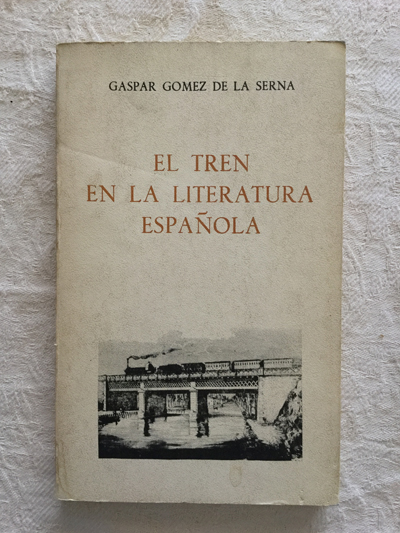 GASPAR GOMEZ DE LA SERNA
EL TREN
EN LA LITERATURA
ESPAÑOLA